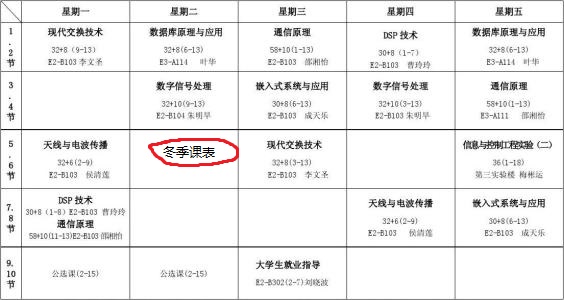 星期一 星期二 星期三 星期四 星期五
1.2节
现代交换技术
32+8（9-13）
E2-B103 李文圣
数据库原理与应用
32+8(6-13)
E3-A114 叶华
通信原理
58+10(1-13)
E2-B103 邵湘怡
DSP 技术
30+8（1-7）
E2-B103 曹玲玲
数据库原理与应用
32+8(6-13)
E3-A114 叶华
3.4节
数字信号处理
32+10(9-13)
E2-B104 朱明旱
嵌入式系统与应用
30+8(6-13)
E2-B103 成天乐
数字信号处理
32+10(3-13)
E2-B103 朱明旱
通信原理
58+10(1-13)
E3-A111 邵湘怡
5.6节
天线与电波传播
32+6(2-9)
E2-B103 侯清莲
冬季课表
现代交换技术
32+8(3-13)
E2-B103 李文圣
信息与控制工程实验（二）
36(1-18)
第三实验楼 梅彬运
7.8节
DSP 技术
30+8（1-8）E2-B103 曹玲玲
通信原理
58+10(11-13)E2-B103 邵湘怡
天线与电波传播
32+6(2-9)
E2-B103 侯清莲
嵌入式系统与应用
30+8(6-13)
E2-B103 成天乐
9.10节
公选课(2-15)
公选课(2-15)
大学生就业指导
E2-B302(2-7)刘晓波
公选课(2-15)